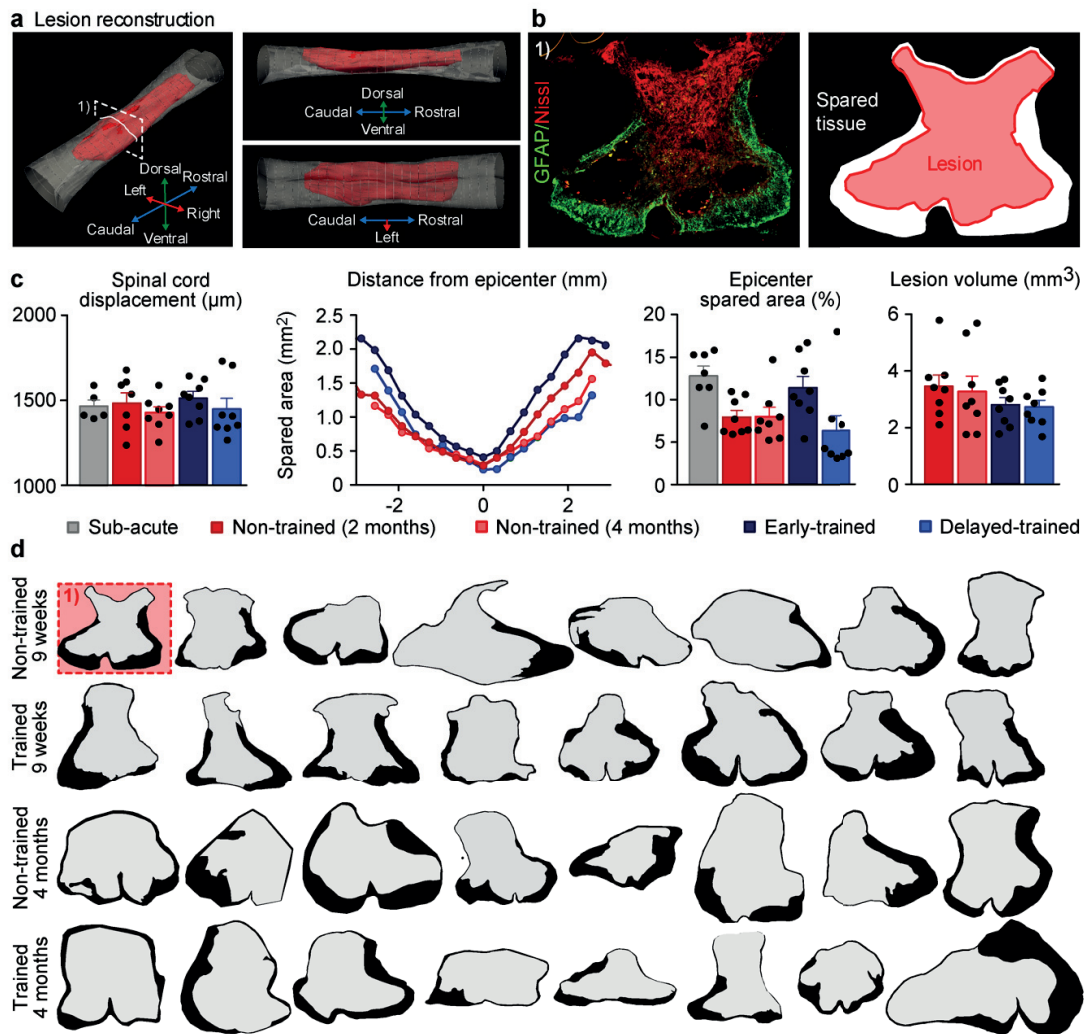 a Lesion reconstruction
1)
Dorsal
Left
Rostral
Right
Caudal
Ventral
Dorsal
Caudal
Rostral
Ventral
Caudal
Rostral
Left
b
1)
GFAP/Nissl
Spared
tissue
Lesion
c
Spinal cord
displacement (µm)
2000
1500
1000
Distance from epicenter (mm)
Spared area (mm²)
2.5
2.0
1.5
1.0
0.5
0
-2
0
2
Epicenter
spared area (%)
20
15
10
5
0
Lesion volume (mm³)
6
4
2
0
Sub-acute
Non-trained (2 months)
Non-trained (4 months)
Early-trained
Delayed-trained
d
Non-trained
9 weeks
1)
Trained
9 weeks
Non-trained
4 months
Trained
4 months